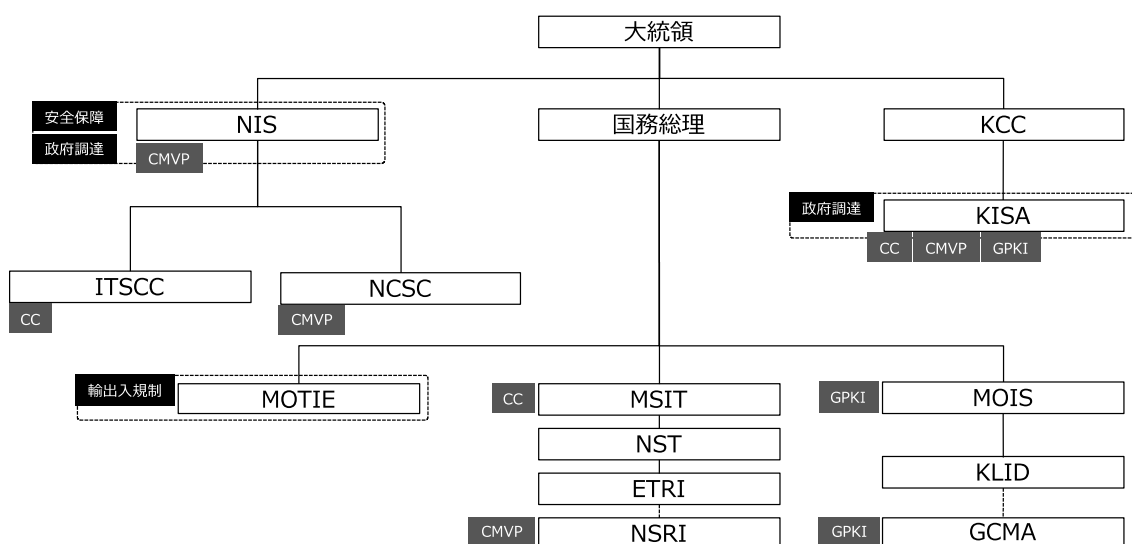 大統領
安全保障
政府調達
NIS
CMVP
国務総理
KCC
政府調達
KISA
CC
CMVP
GPKI
ITSCC
CC
NCSC
CMVP
輸出入規制
MOTIE
CC
MSIT
GPKI
MOIS
NST
KLID
ETRI
CMVP
NSRI
GPKI
GCMA